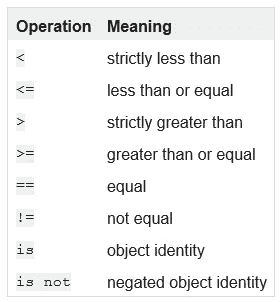 Operation Meaning
< strictly less than
<= less than or equal
> strictly greater than
>= greater than or equal
== equal
!= not equal
is object identity
is not negated object identity